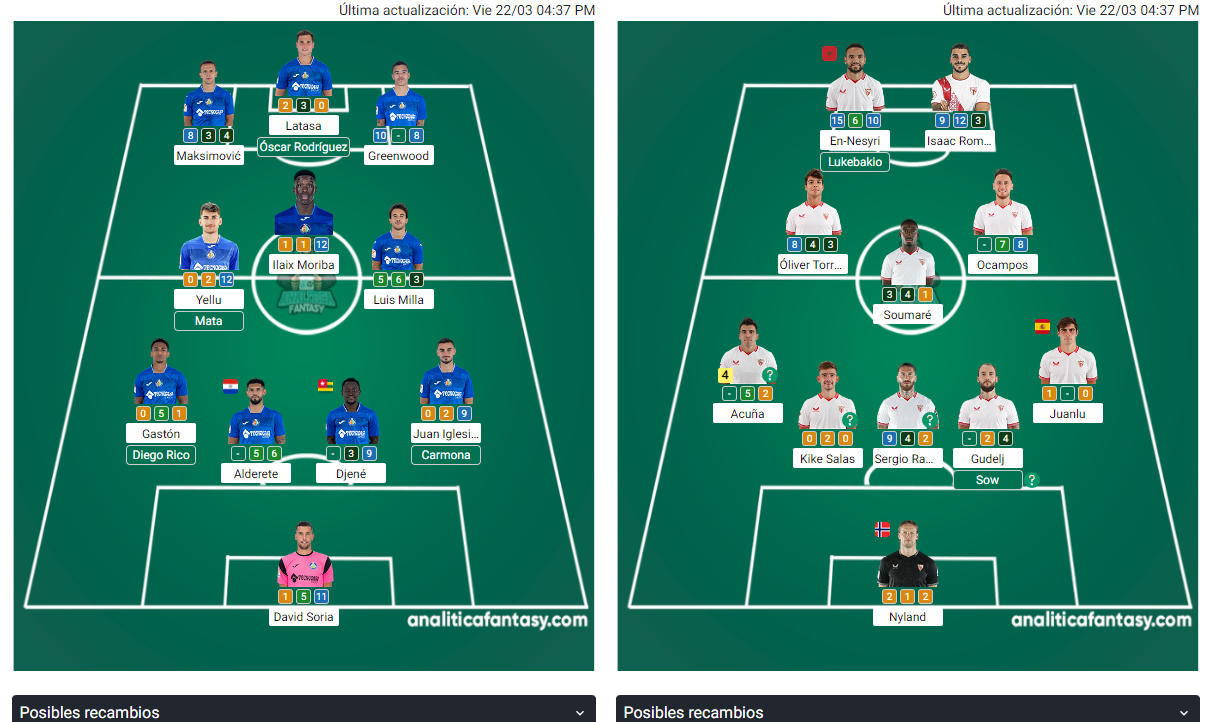 Última actualización: Vie 22/03 04:37 PM
2 3 0
Latasa
Óscar Rodríguez
8 3 4
Maksimović
10 - 8
Greenwood
1 1 12
Ilaix Moriba
0 2 12
Yellu
Mata
5 6 3
Luis Milla
ANALITICA
FANTASY
0 5 1
Gastón
Diego Rico
- 5 6
Alderete
- 3 9
Djené
0 2 9
Juan Iglesi...
Carmona
1 5 11
David Soria
analiticafantasy.com
Posibles recambios
Última actualización: Vie 22/03 04:37 PM
15 6 10
En-Nesyri
Lukebakio
9 12 3
Isaac Rom...
8 4 3
Óliver Torr...
- 7 8
Ocampos
3 4 1
Soumaré
4 ?
- 5 2
Acuña
?
0 2 0
Kike Salas
?
9 4 2
Sergio Ra...
- 2 4
Gudelj
Sow ?
1 - 0
Juanlu
2 1 2
Nyland
analiticafantasy.com
Posibles recambios